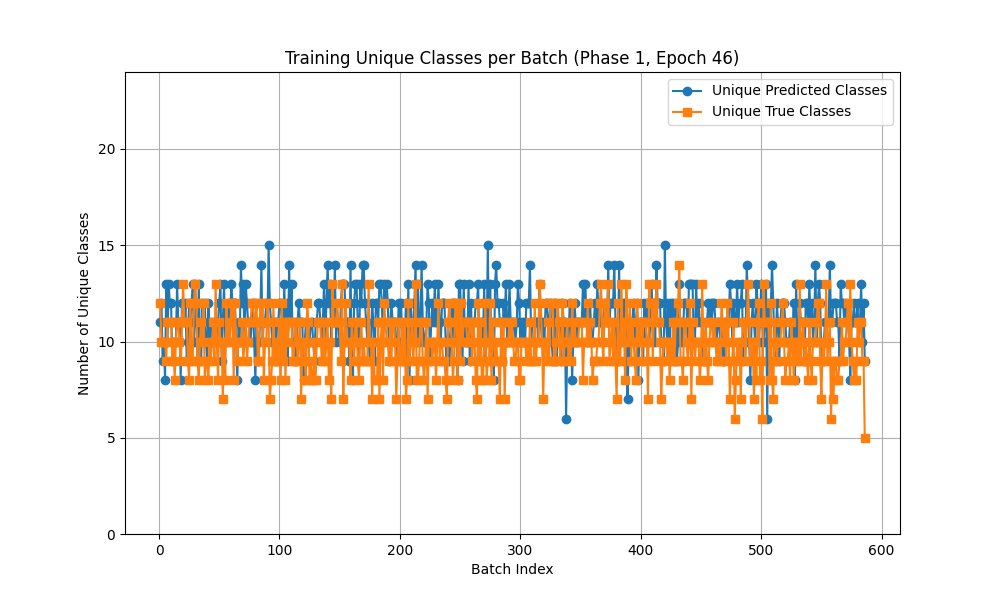 Training Unique Classes per Batch (Phase 1, Epoch 46)
Unique Predicted Classes
Unique True Classes
Number of Unique Classes
20
15
10
5
0
0 100 200 300 400 500 600
Batch Index